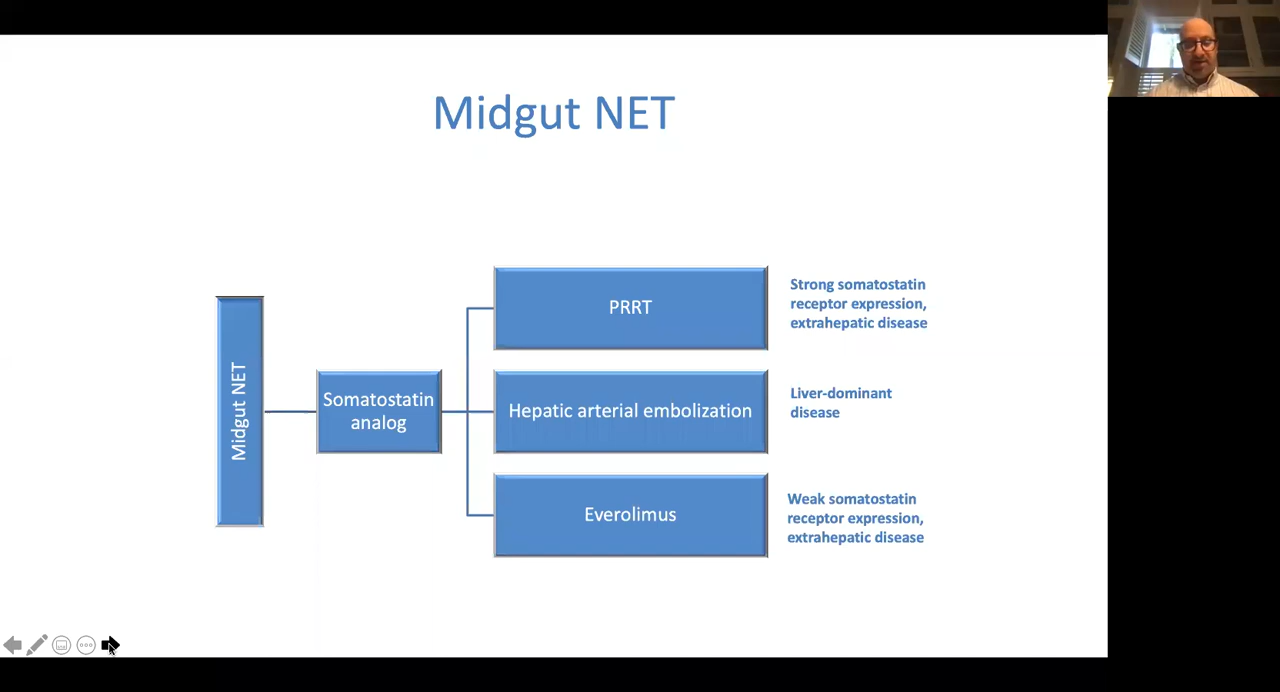 Midgut NET
Midgut NET
Somatostatin
analog
PRRT
Strong somatostatin
receptor expression,
extrahepatic disease
Hepatic arterial embolization
Liver-dominant
disease
Everolimus
Weak somatostatin
receptor expression,
extrahepatic disease